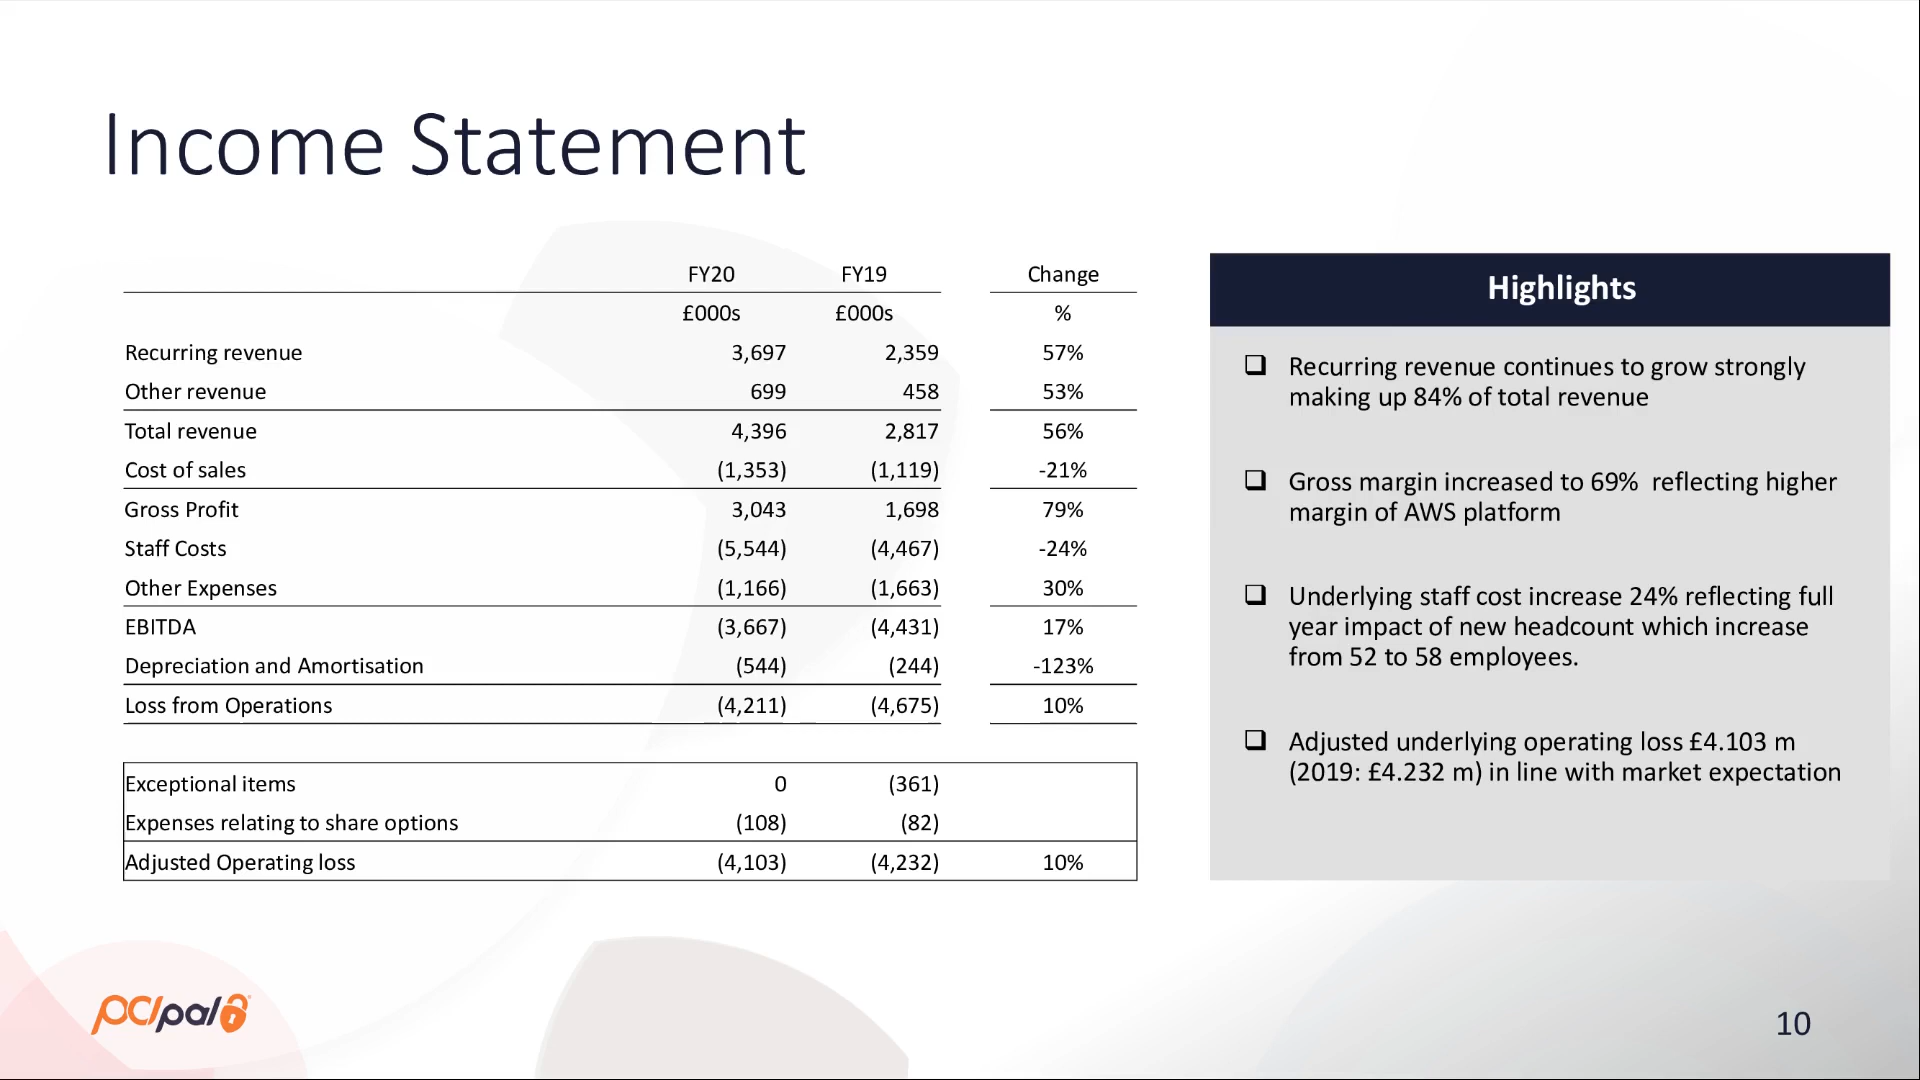 Income Statement
FY20 FY19 Change
£000s £000s %
Recurring revenue 3,697 2,359 57%
Other revenue 699 458 53%
Total revenue 4,396 2,817 56%
Cost of sales (1,353) (1,119) -21%
Gross Profit 3,043 1,698 79%
Staff Costs (5,544) (4,467) -24%
Other Expenses (1,166) (1,663) 30%
EBITDA (3,667) (4,431) 17%
Depreciation and Amortisation (544) (244) -123%
Loss from Operations (4,211) (4,675) 10%
Exceptional items 0 (361)
Expenses relating to share options (108) (82)
Adjusted Operating loss (4,103) (4,232) 10%
Highlights
Recurring revenue continues to grow strongly
making up 84% of total revenue
Gross margin increased to 69% reflecting higher
margin of AWS platform
Underlying staff cost increase 24% reflecting full
year impact of new headcount which increase
from 52 to 58 employees.
Adjusted underlying operating loss £4.103 m
(2019: £4.232 m) in line with market expectation
pcipal
10